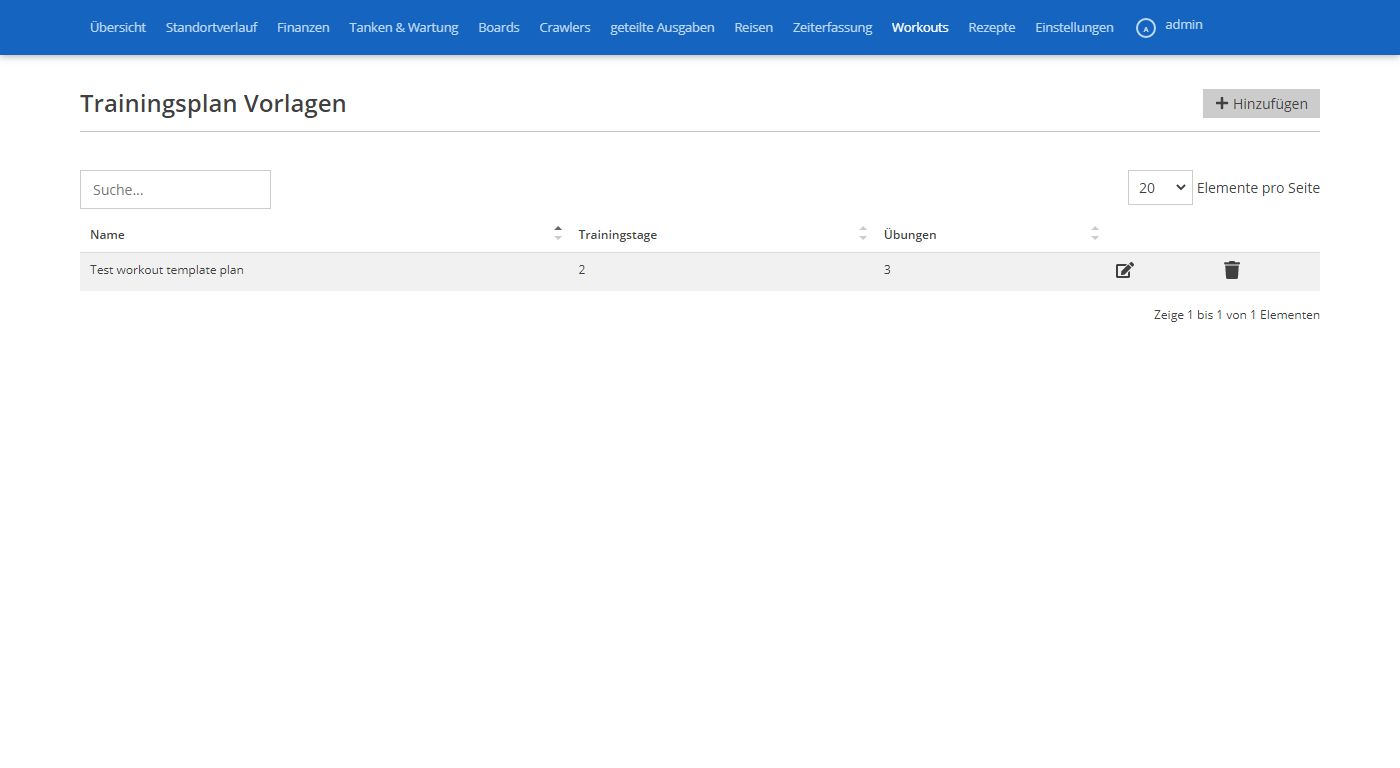 Übersicht Standortverlauf Finanzen Tanken & Wartung Boards Crawlers geteilte Ausgaben Reisen Zeiterfassung Workouts Rezepte Einstellungen A admin
Trainingsplan Vorlagen Hinzufügen
Suche... 20 Elemente pro Seite
Name Trainingstage Übungen
Test workout template plan 2 3
Zeige 1 bis 1 von 1 Elementen